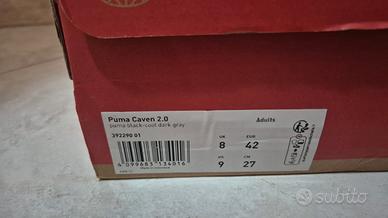 Puma Caven 2.0
puma black-cool dark gray
392290 01
Adults
UK
8
EUR
42
US
9
CM
27
4 099683 134016
subito